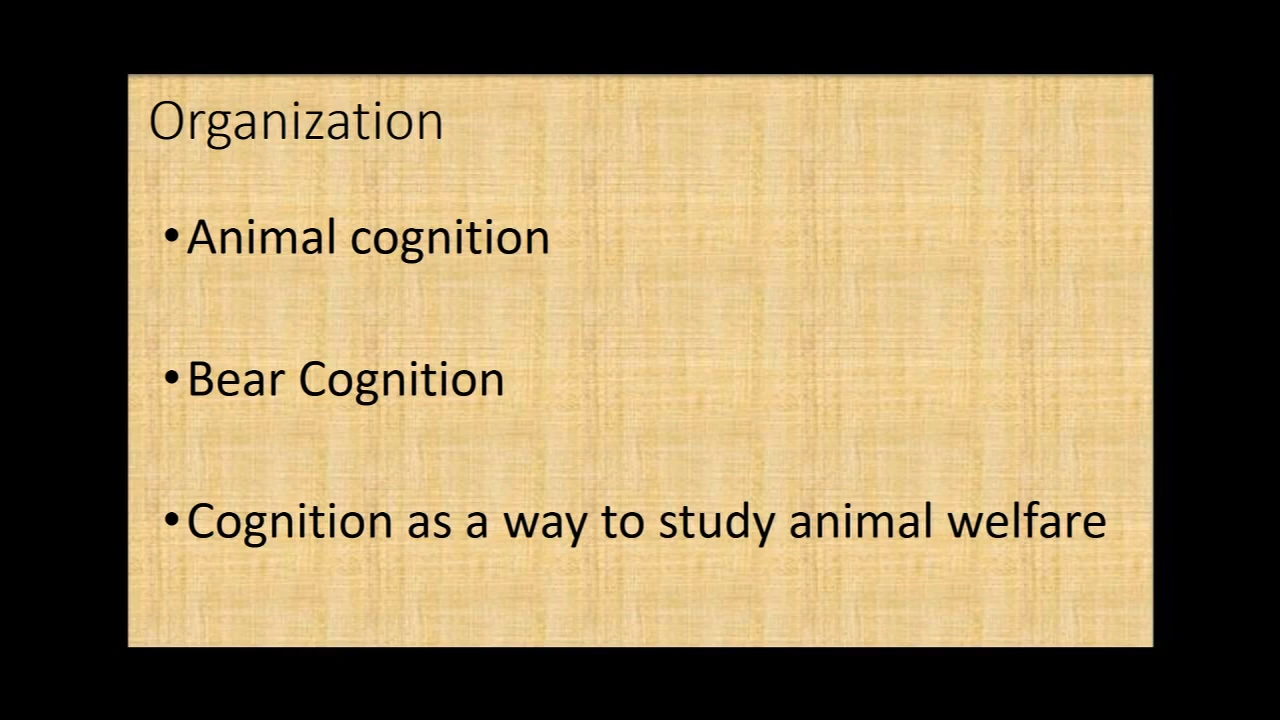 Organization
•Animal cognition
•Bear Cognition
•Cognition as a way to study animal welfare